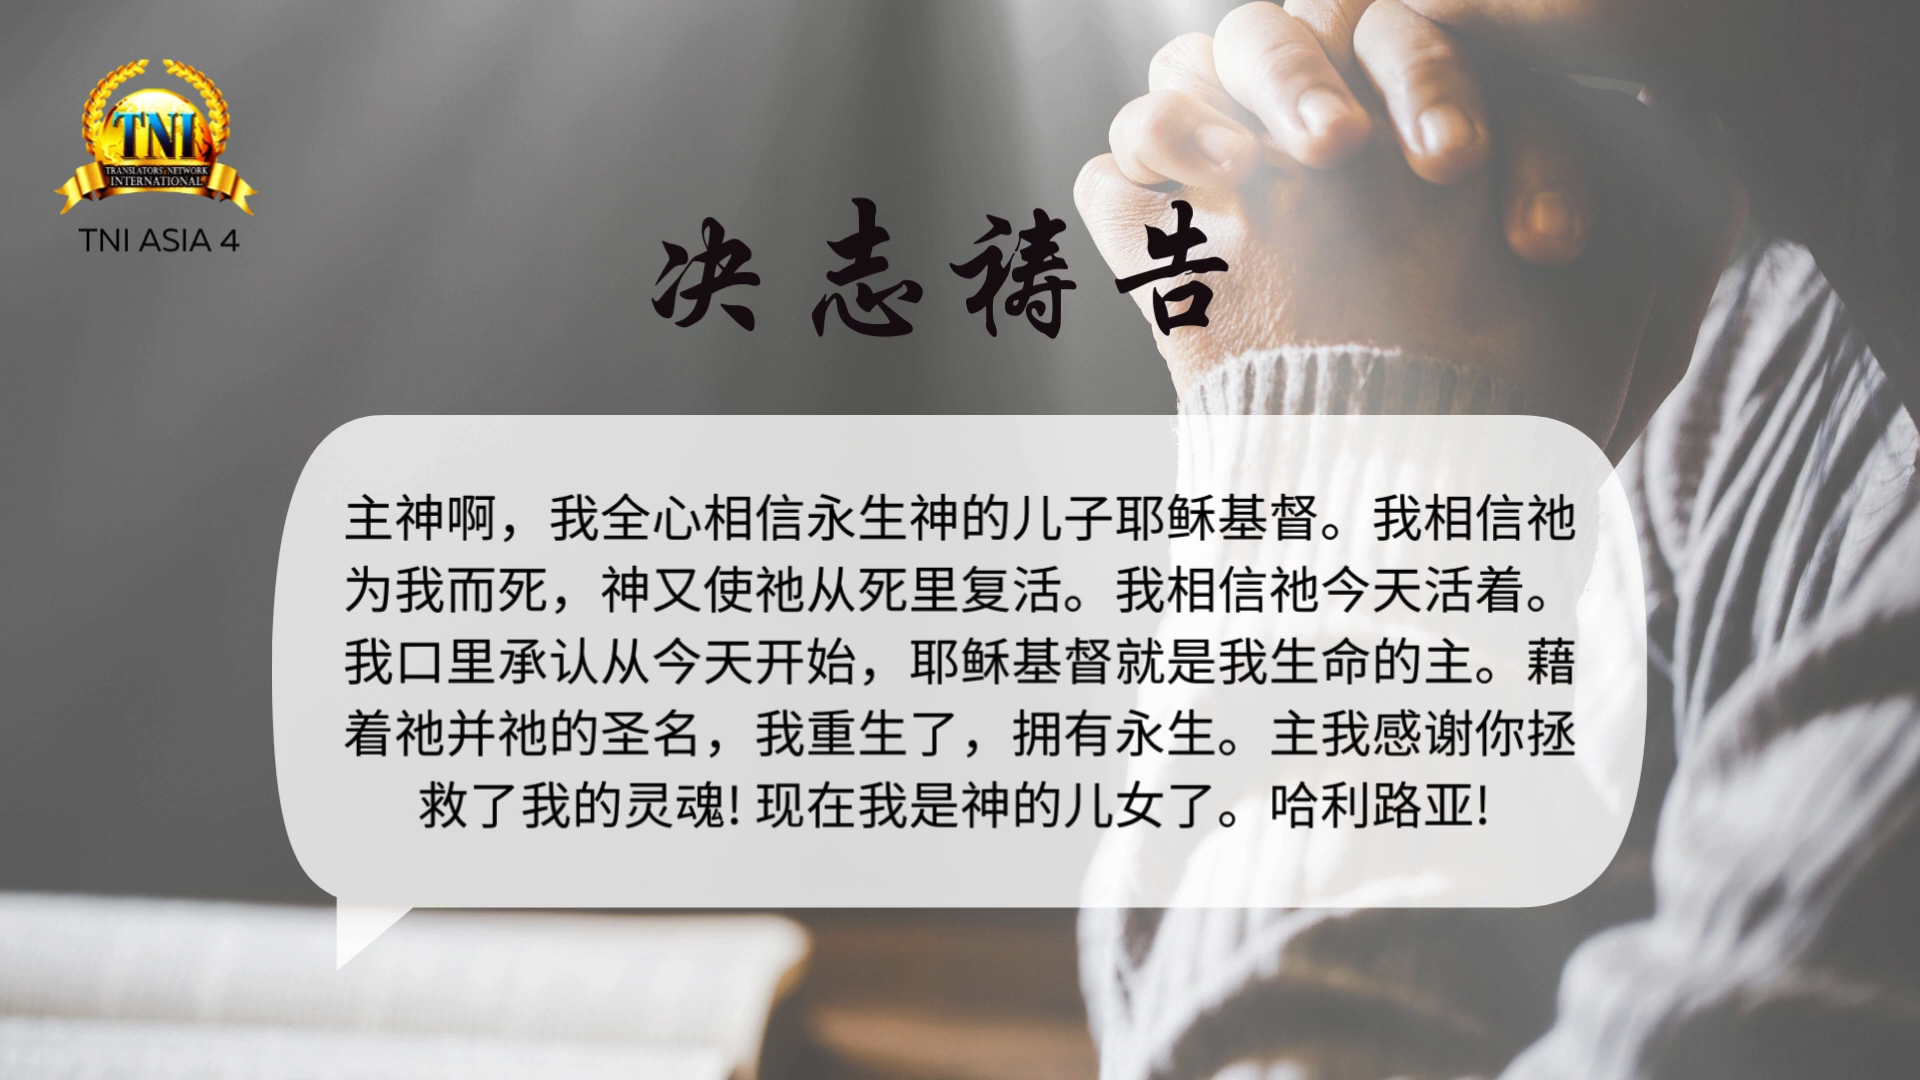 TNI
TRANSLATORS NETWORK
INTERNATIONAL
TNI ASIA 4
决志祷告
主神啊，我全心相信永生神的儿子耶稣基督。我相信祂
为我而死，神又使祂从死里复活。我相信祂今天活着。
我口里承认从今天开始，耶稣基督就是我生命的主。藉
着祂并祂的圣名，我重生了，拥有永生。主我感谢你拯
救了我的灵魂! 现在我是神的儿女了。哈利路亚!